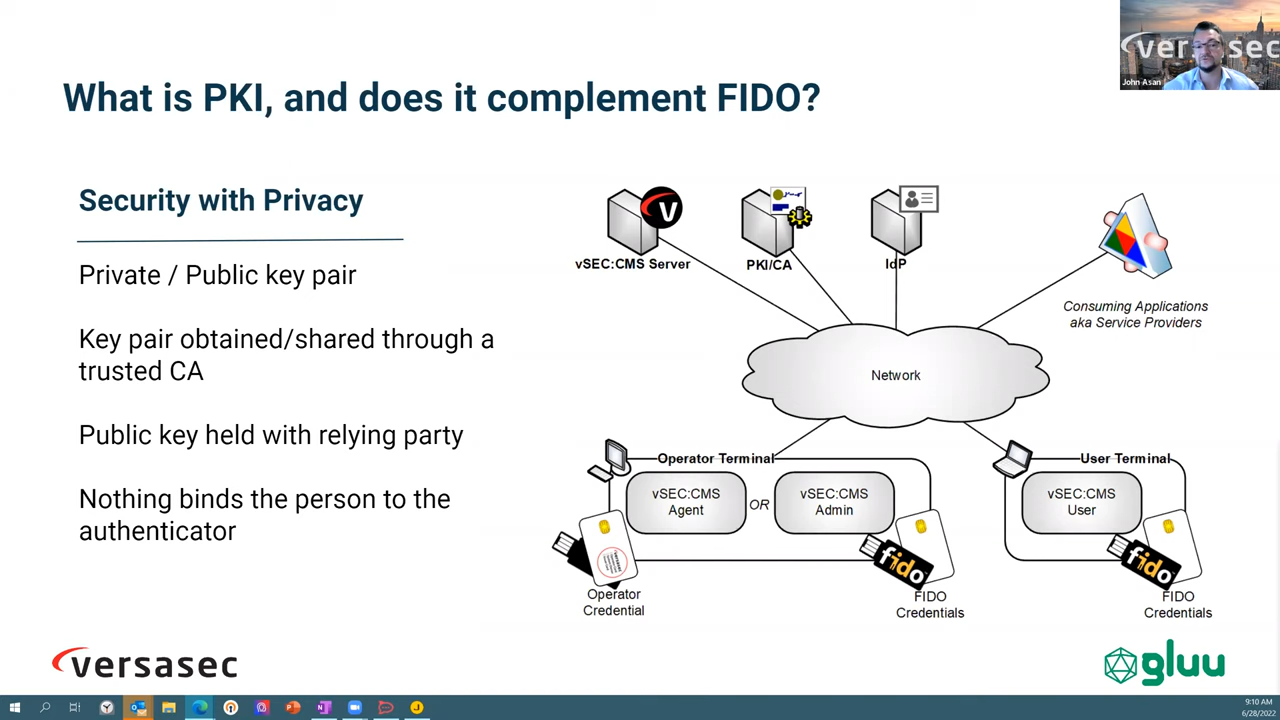 What is PKI, and does it complement FIDO?
versasec
John Asan
Security with Privacy
Private / Public key pair
Key pair obtained/shared through a
trusted CA
Public key held with relying party
Nothing binds the person to the
authenticator
V
vSEC:CMS Server
PKI/CA
IdP
Consuming Applications
aka Service Providers
Network
Operator Terminal
vSEC:CMS
Agent
OR
vSEC:CMS
Admin
User Terminal
vSEC:CMS
User
fido
fido
Operator
Credential
FIDO
Credentials
FIDO
Credentials
versasec
gluu
9:10 AM
6/28/2022